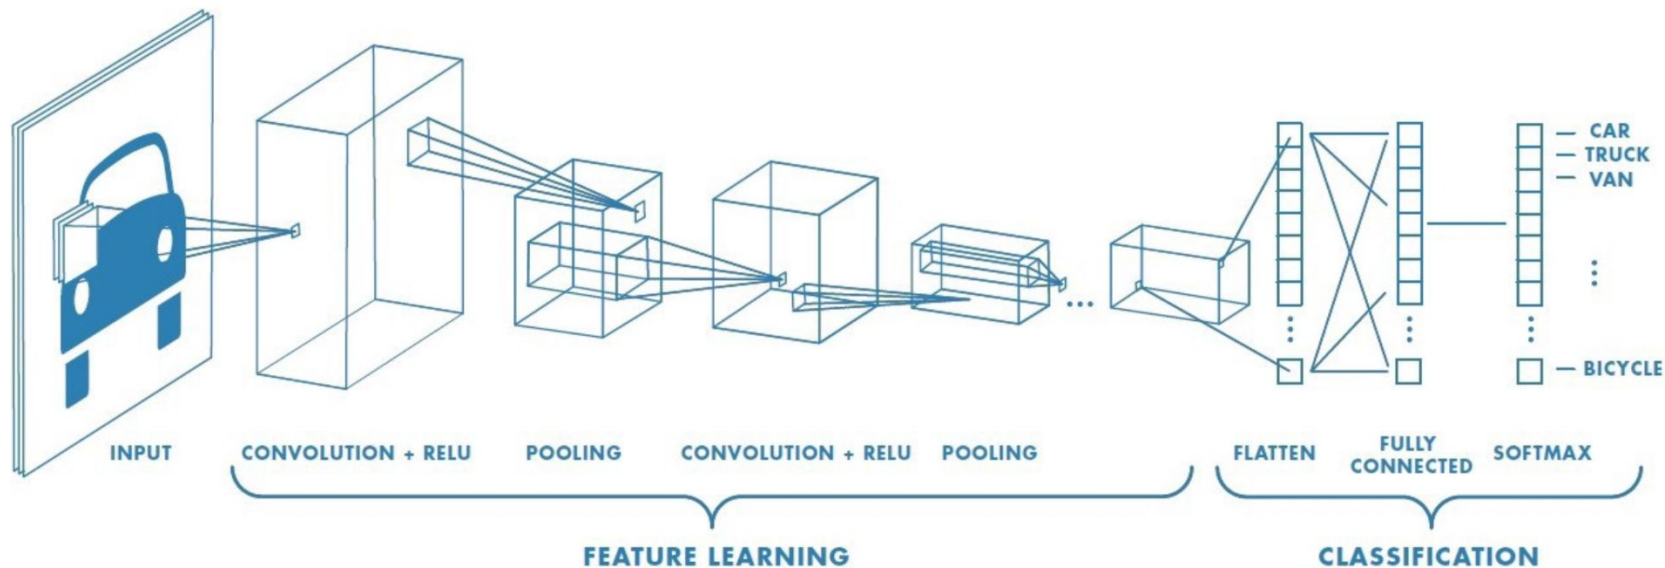 CAR
TRUCK
VAN
BICYCLE
INPUT
CONVOLUTION + RELU
POOLING
CONVOLUTION + RELU
POOLING
FLATTEN
FULLY
CONNECTED
SOFTMAX
FEATURE LEARNING
CLASSIFICATION